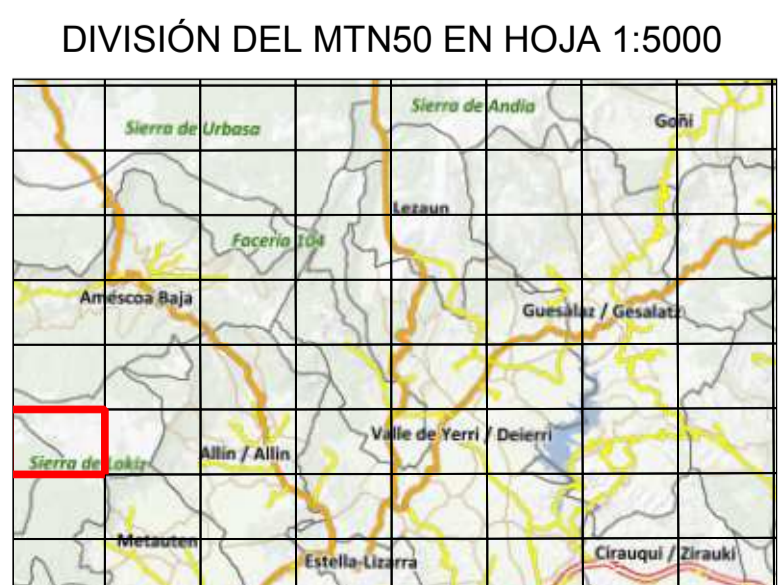 DIVISIÓN DEL MTN50 EN HOJA 1:5000
Sierra de Andia
Sierra de Urbasa
Goñi
Lezaun
Facería 104
Améscoa Baja
Guesálaz / Gesalatz
Valle de Yerri / Deierri
Allín / Allin
Sierra de Lokiz
Metauten
Estella-Lizarra
Cirauqui / Zirauki